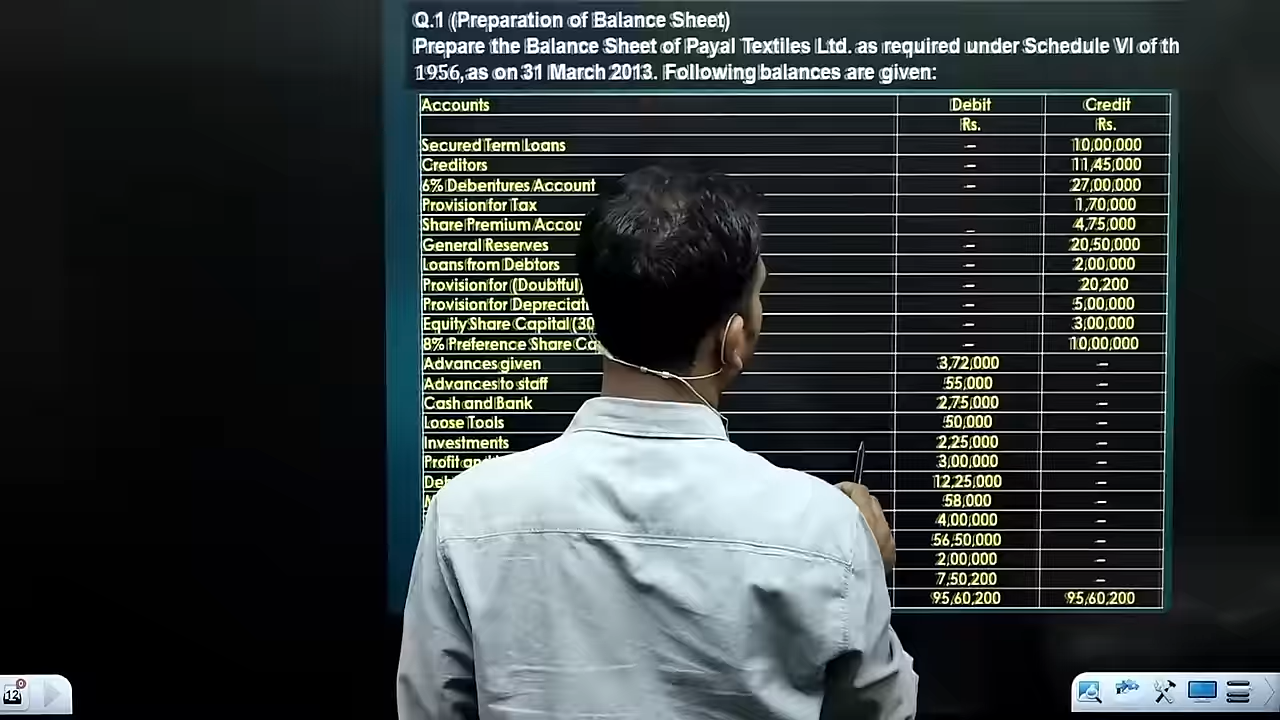 Q.1 (Preparation of Balance Sheet)
Prepare the Balance Sheet of Payal Textiles Ltd. as required under Schedule VI of th
1956, as on 31 March 2013. Following balances are given:
Accounts Debit Credit
Rs. Rs.
Secured Term Loans – 10,00,000
Creditors – 11,45,000
6% Debentures Account – 27,00,000
Provision for Tax 1,70,000
Share Premium Accou – 4,75,000
General Reserves – 20,50,000
Loans from Debtors – 2,00,000
Provision for (Doubtful) – 20,200
Provision for Depreciati – 5,00,000
Equity Share Capital (30 – 3,00,000
8% Preference Share Ca – 10,00,000
Advances given 3,72,000 –
Advances to staff 55,000 –
Cash and Bank 2,75,000 –
Loose Tools 50,000 –
Investments 2,25,000 –
Profit an 3,00,000 –
De 12,25,000 –
58,000 –
4,00,000 –
56,50,000 –
2,00,000 –
7,50,200 –
95,60,200 95,60,200
12
0